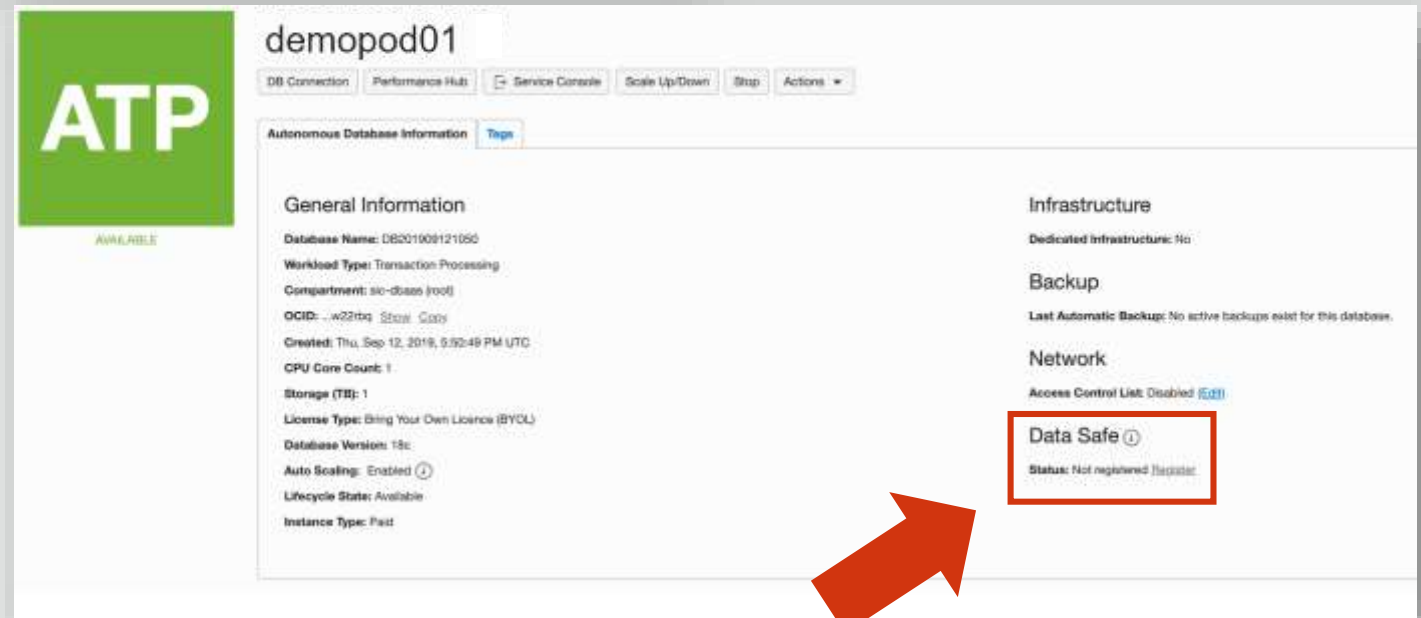 ATP
AVAILABLE
demopod01
DB Connection
Performance Hub
Service Console
Scale Up/Down
Stop
Actions
Autonomous Database Information
Tags
General Information
Database Name: DB201909121050
Workload Type: Transaction Processing
Compartment: sic-dbaas (root)
OCID: ...w22rbq Show Copy
Created: Thu, Sep 12, 2019, 5:50:49 PM UTC
CPU Core Count: 1
Storage (TB): 1
License Type: Bring Your Own Licence (BYOL)
Database Version: 18c
Auto Scaling: Enabled
Lifecycle State: Available
Instance Type: Paid
Infrastructure
Dedicated Infrastructure: No
Backup
Last Automatic Backup: No active backups exist for this database.
Network
Access Control List: Disabled (Edit)
Data Safe
Status: Not registered Register